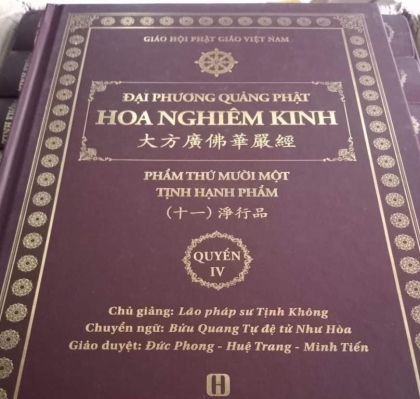 GIÁO HỘI PHẬT GIÁO VIỆT NAM
ĐẠI PHƯƠNG QUẢNG PHẬT
HOA NGHIÊM KINH
大方廣佛華嚴經
PHẨM THỨ MƯỜI MỘT
TỊNH HẠNH PHẨM
(十一) 淨行品
QUYỂN
IV
Chủ giảng: Lão pháp sư Tịnh Không
Chuyển ngữ: Bửu Quang Tự đệ tử Như Hòa
Giảo duyệt: Đức Phong - Huệ Trang - Minh Tiến
H